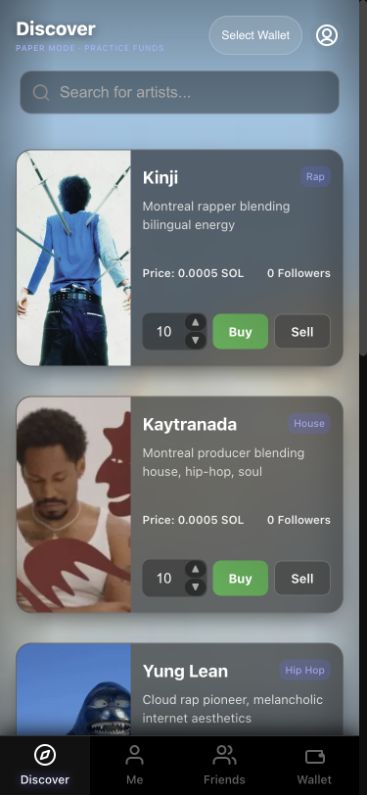 Discover
Select Wallet
PAPER MODE - PRACTICE FUNDS
Search for artists...
Kinji
Rap
Montreal rapper blending
bilingual energy
Price: 0.0005 SOL
0 Followers
10
Buy
Sell
Kaytranada
House
Montreal producer blending
house, hip-hop, soul
Price: 0.0005 SOL
0 Followers
10
Buy
Sell
Yung Lean
Hip Hop
Cloud rap pioneer, melancholic
internet aesthetics
Discover
Me
Friends
Wallet